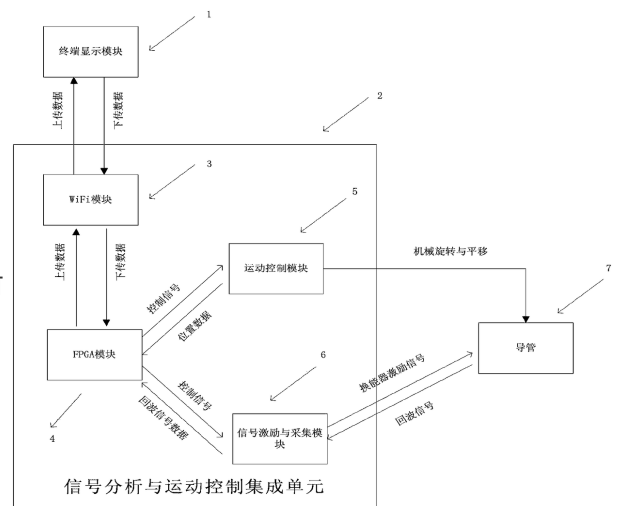 1
终端显示模块
2
上传数据
下传数据
3
WiFi模块
5
上传数据
下传数据
控制信号
位置数据
运动控制模块
机械旋转与平移
7
FPGA模块
导管
6
换能器激励信号
回波信号
控制信号
回波信号数据
4
信号激励与采集模
块
信号分析与运动控制集成单元